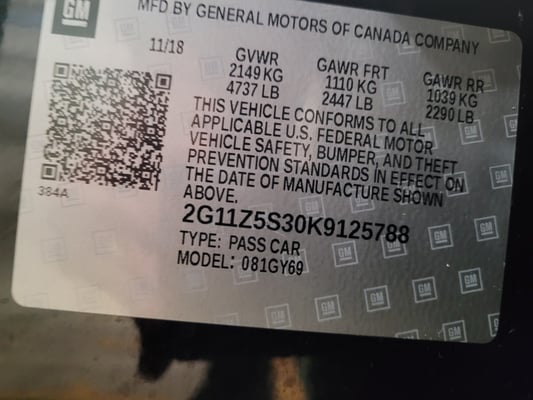 GM
MFD BY GENERAL MOTORS OF CANADA COMPANY
11/18
GVWR
2149 KG
4737 LB
GAWR FRT
1110 KG
2447 LB
GAWR RR
1039 KG
2290 LB
THIS VEHICLE CONFORMS TO ALL
APPLICABLE U.S. FEDERAL MOTOR
VEHICLE SAFETY, BUMPER, AND THEFT
PREVENTION STANDARDS IN EFFECT ON
THE DATE OF MANUFACTURE SHOWN
ABOVE.
384A
2G11Z5S30K9125788
TYPE: PASS CAR
MODEL: 081GY69